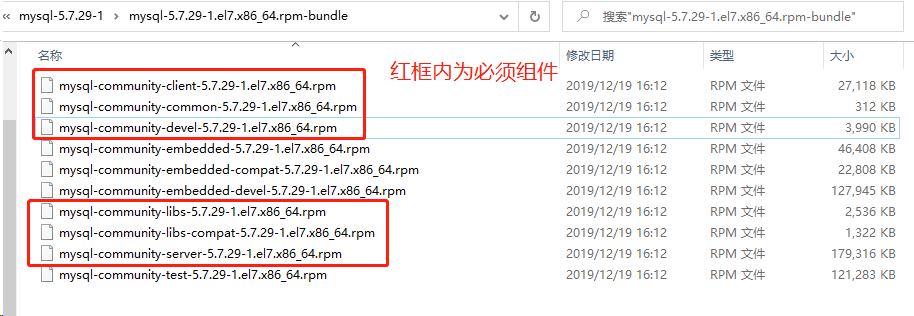 mysql-5.7.29-1 > mysql-5.7.29-1.el7.x86_64.rpm-bundle
搜索"mysql-5.7.29-1.el7.x86_64.rpm-bundle"
名称 修改日期 类型 大小
红框内为必须组件
mysql-community-client-5.7.29-1.el7.x86_64.rpm 2019/12/19 16:12 RPM 文件 27,118 KB
mysql-community-common-5.7.29-1.el7.x86_64.rpm 2019/12/19 16:12 RPM 文件 312 KB
mysql-community-devel-5.7.29-1.el7.x86_64.rpm 2019/12/19 16:12 RPM 文件 3,990 KB
mysql-community-embedded-5.7.29-1.el7.x86_64.rpm 2019/12/19 16:12 RPM 文件 46,408 KB
mysql-community-embedded-compat-5.7.29-1.el7.x86_64.rpm 2019/12/19 16:12 RPM 文件 22,808 KB
mysql-community-embedded-devel-5.7.29-1.el7.x86_64.rpm 2019/12/19 16:12 RPM 文件 127,945 KB
mysql-community-libs-5.7.29-1.el7.x86_64.rpm 2019/12/19 16:12 RPM 文件 2,536 KB
mysql-community-libs-compat-5.7.29-1.el7.x86_64.rpm 2019/12/19 16:12 RPM 文件 1,322 KB
mysql-community-server-5.7.29-1.el7.x86_64.rpm 2019/12/19 16:12 RPM 文件 179,316 KB
mysql-community-test-5.7.29-1.el7.x86_64.rpm 2019/12/19 16:12 RPM 文件 121,283 KB